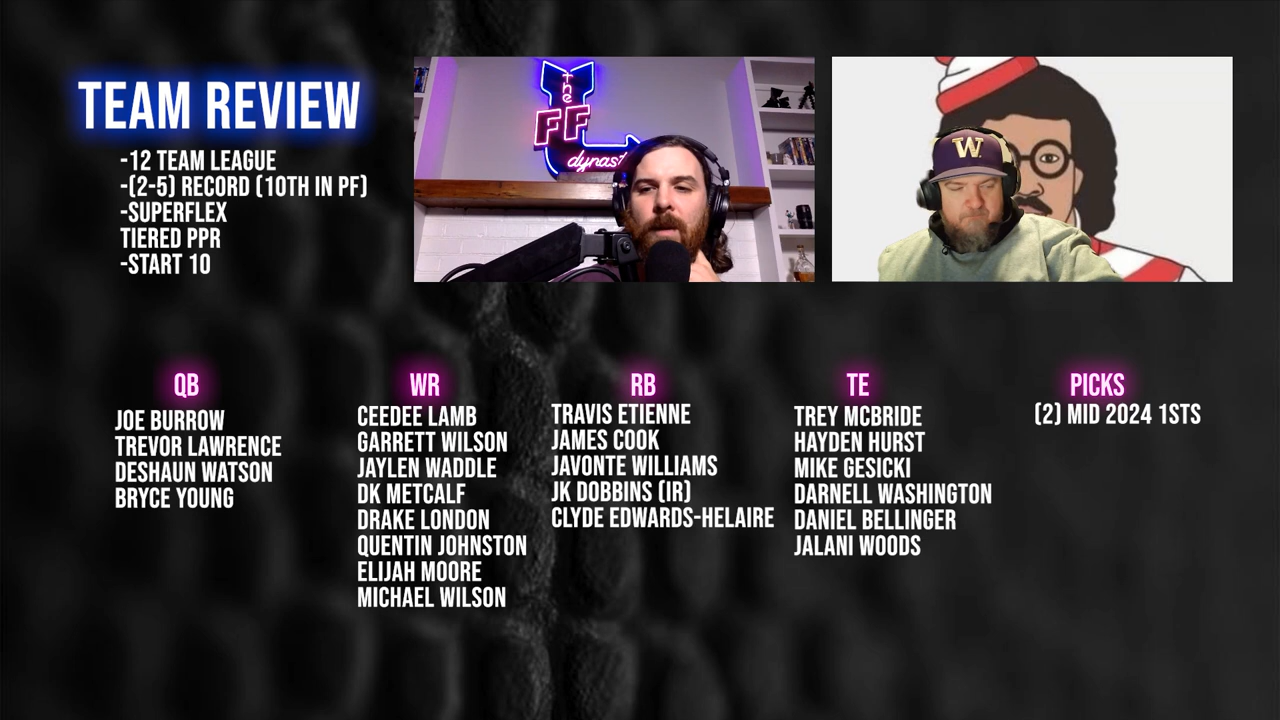 TEAM REVIEW
-12 TEAM LEAGUE
-(2-5) RECORD (10TH IN PF)
-SUPERFLEX
TIERED PPR
-START 10
The
FF
dynast
W
QB
JOE BURROW
TREVOR LAWRENCE
DESHAUN WATSON
BRYCE YOUNG
WR
CEEDEE LAMB
GARRETT WILSON
JAYLEN WADDLE
DK METCALF
DRAKE LONDON
QUENTIN JOHNSTON
ELIJAH MOORE
MICHAEL WILSON
RB
TRAVIS ETIENNE
JAMES COOK
JAVONTE WILLIAMS
JK DOBBINS (IR)
CLYDE EDWARDS-HELAIRE
TE
TREY MCBRIDE
HAYDEN HURST
MIKE GESICKI
DARNELL WASHINGTON
DANIEL BELLINGER
JALANI WOODS
PICKS
(2) MID 2024 1STS